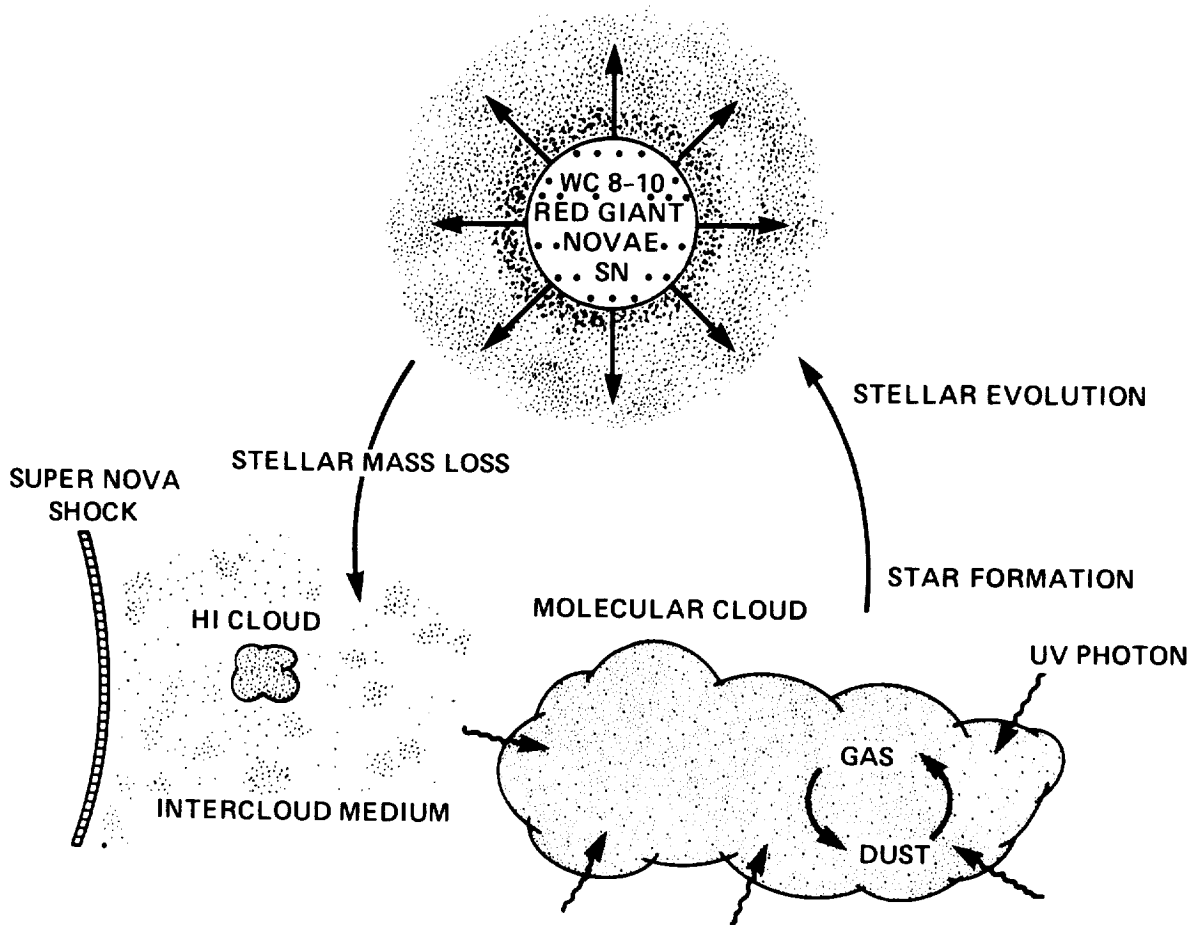 WC 8-10
RED GIANT
NOVAE
SN
STELLAR EVOLUTION
STELLAR MASS LOSS
SUPER NOVA
SHOCK
STAR FORMATION
HI CLOUD
MOLECULAR CLOUD
UV PHOTON
GAS
INTERCLOUD MEDIUM
DUST